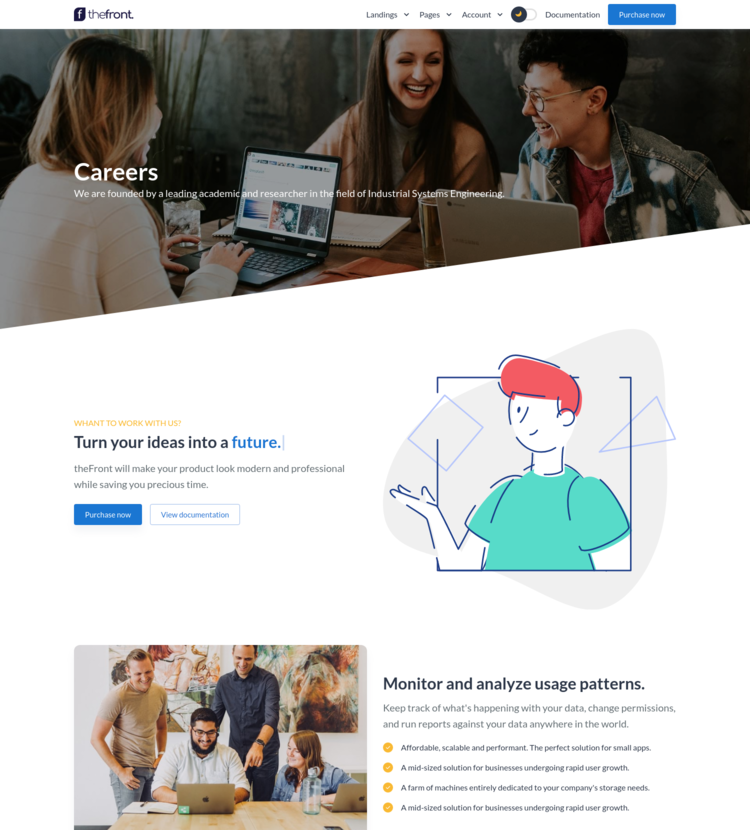 thefront.
Landings Pages Account Documentation Purchase now
Careers
We are founded by a leading academic and researcher in the field of Industrial Systems Engineering.
WHANT TO WORK WITH US?
Turn your ideas into a future.
theFront will make your product look modern and professional
while saving you precious time.
Purchase now View documentation
Monitor and analyze usage patterns.
Keep track of what's happening with your data, change permissions,
and run reports against your data anywhere in the world.
Affordable, scalable and performant. The perfect solution for small apps.
A mid-sized solution for businesses undergoing rapid user growth.
A farm of machines entirely dedicated to your company's storage needs.
A mid-sized solution for businesses undergoing rapid user growth.